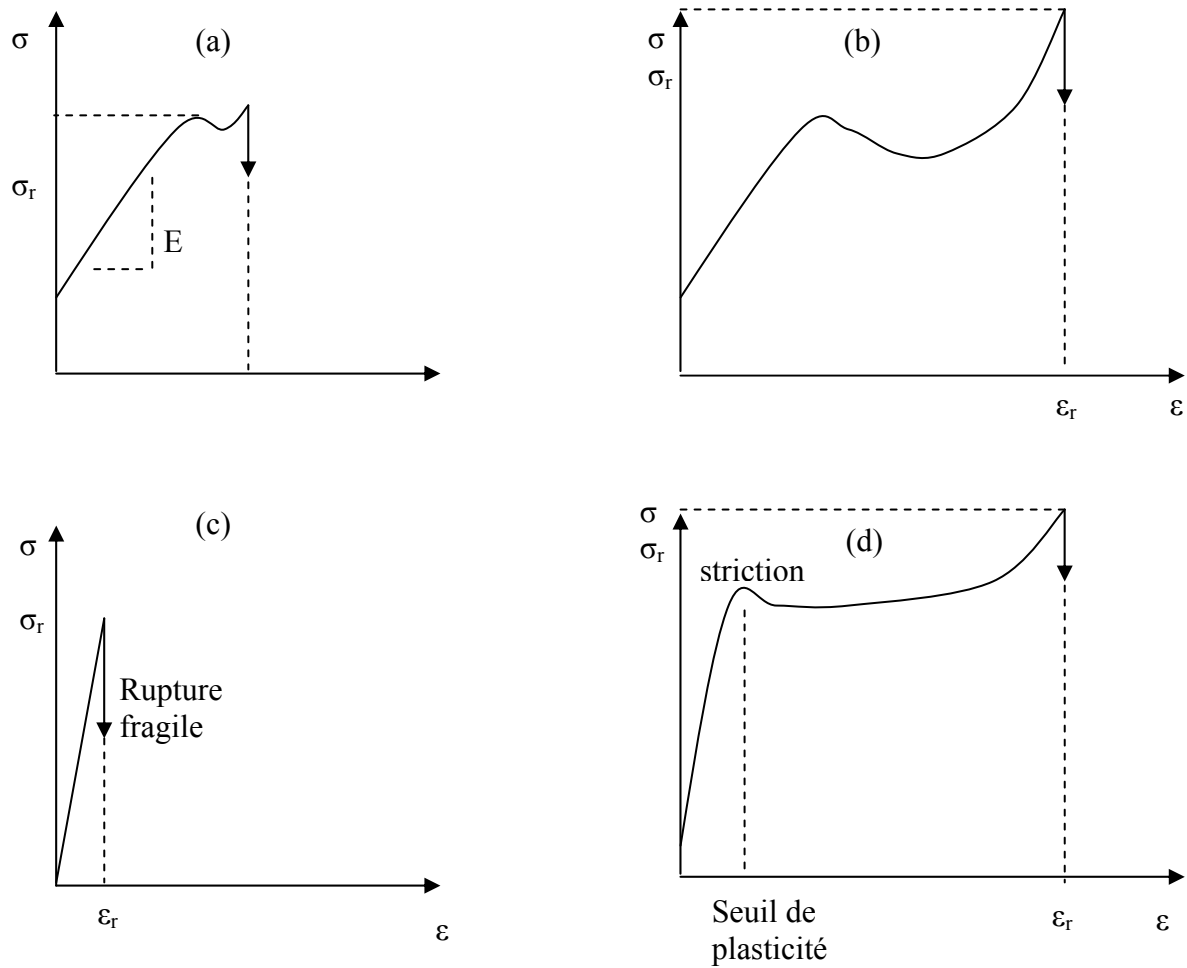 (a)
σ
σr
E
(b)
σ
σr
εr
ε
(c)
σ
σr
Rupture
fragile
εr
ε
(d)
σ
σr
striction
Seuil de
plasticité
εr
ε